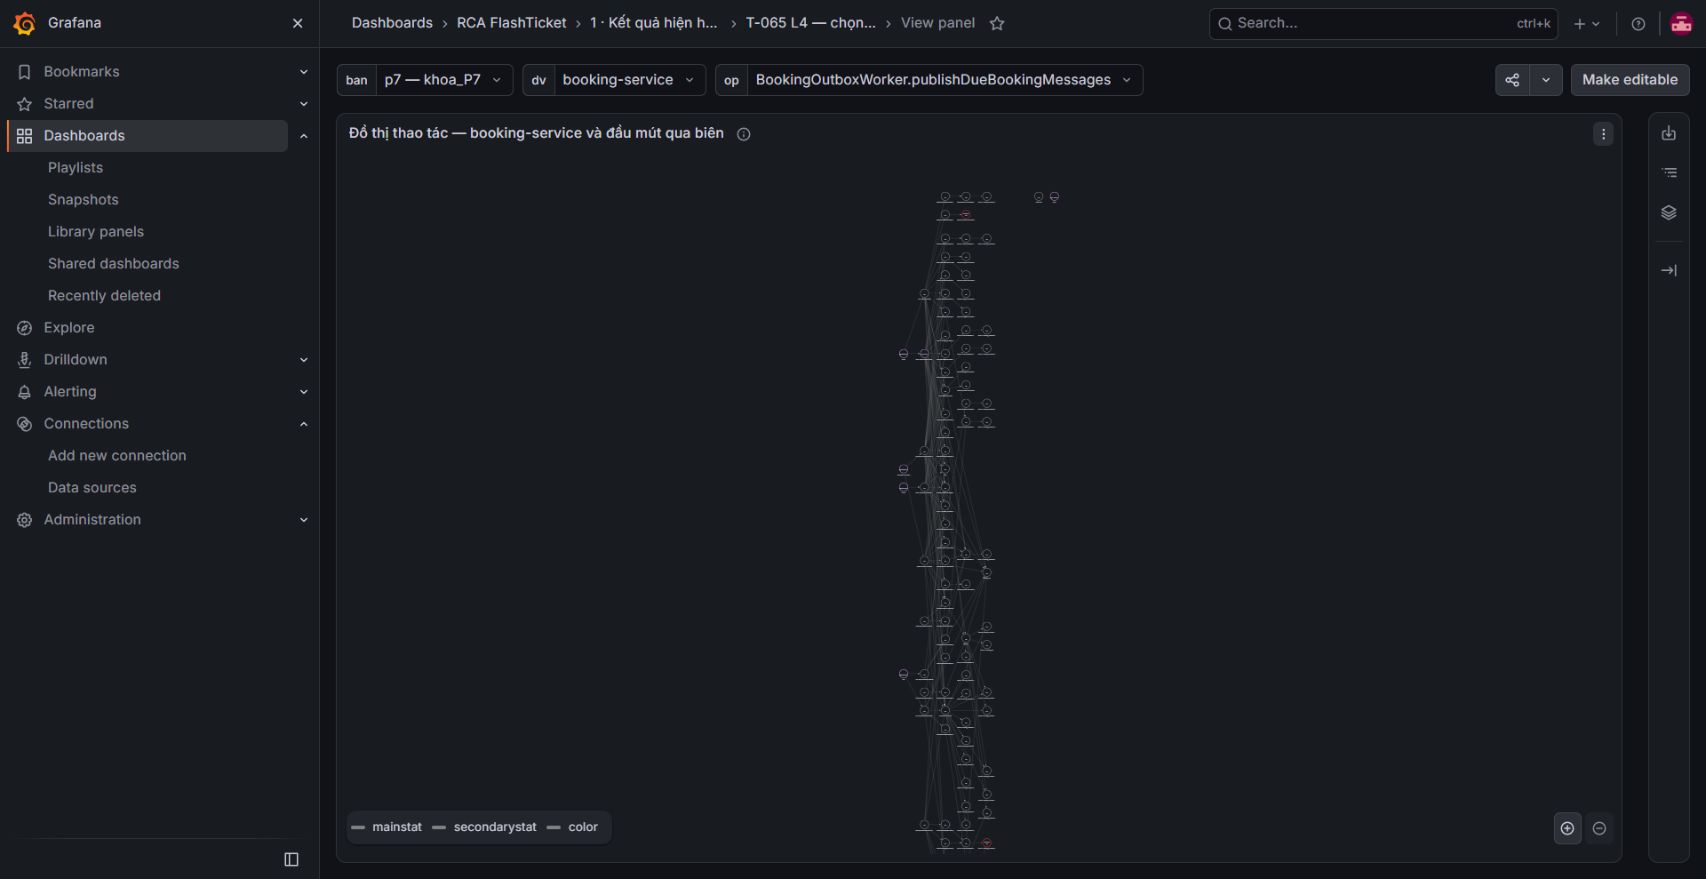 Grafana
Dashboards › RCA FlashTicket › 1 · Kết quả hiện h... › T-065 L4 — chọn... › View panel
Search...
ctrl+k
Bookmarks
Starred
Dashboards
Playlists
Snapshots
Library panels
Shared dashboards
Recently deleted
Explore
Drilldown
Alerting
Connections
Add new connection
Data sources
Administration
ban p7 — khoa_P7
dv booking-service
op BookingOutboxWorker.publishDueBookingMessages
Make editable
Đồ thị thao tác — booking-service và đầu mút qua biên
mainstat secondarystat color